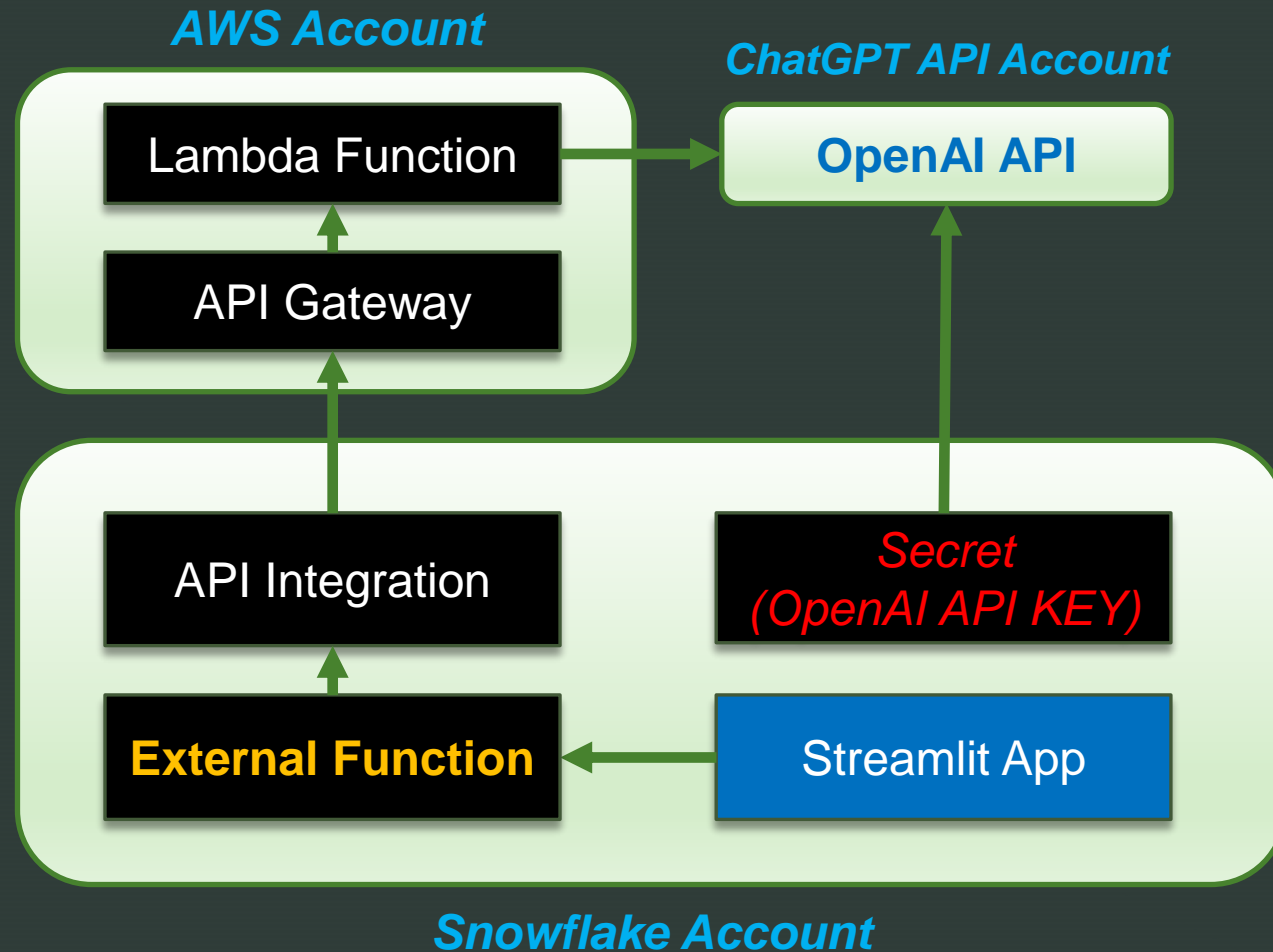 AWS Account
ChatGPT API Account
Lambda Function
OpenAI API
API Gateway
API Integration
Secret
(OpenAI API KEY)
External Function
Streamlit App
Snowflake Account